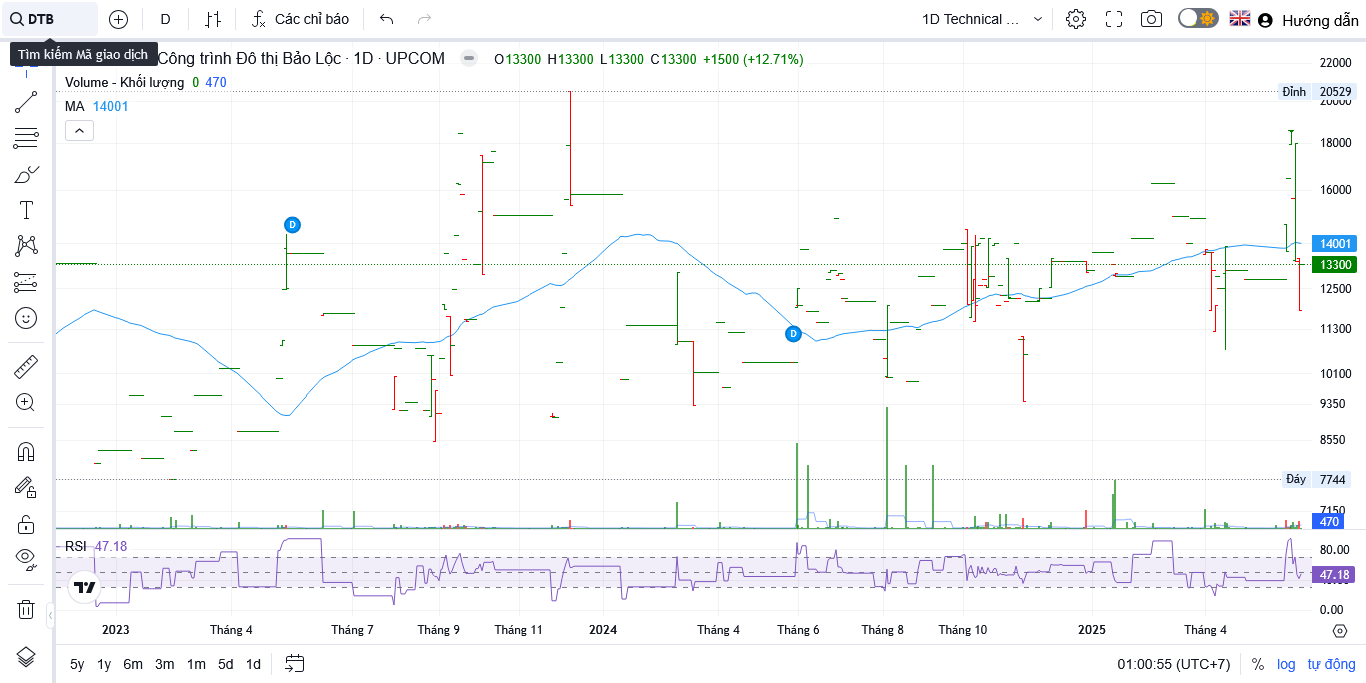 DTB
D
Các chỉ báo
1D Technical ...
Hướng dẫn
Tìm kiếm Mã giao dịch
Công trình Đô thị Bảo Lộc · 1D · UPCOM
O13300 H13300 L13300 C13300 +1500 (+12.71%)
Volume - Khối lượng 0 470
MA 14001
22000
Đỉnh 20529
20000
18000
16000
14001
13300
12500
11300
10100
9350
8550
Đáy 7744
7150
470
D
D
RSI 47.18
80.00
47.18
0.00
2023 Tháng 4 Tháng 7 Tháng 9 Tháng 11 2024 Tháng 4 Tháng 6 Tháng 8 Tháng 10 2025 Tháng 4
5y 1y 6m 3m 1m 5d 1d
01:00:55 (UTC+7) % log tự động